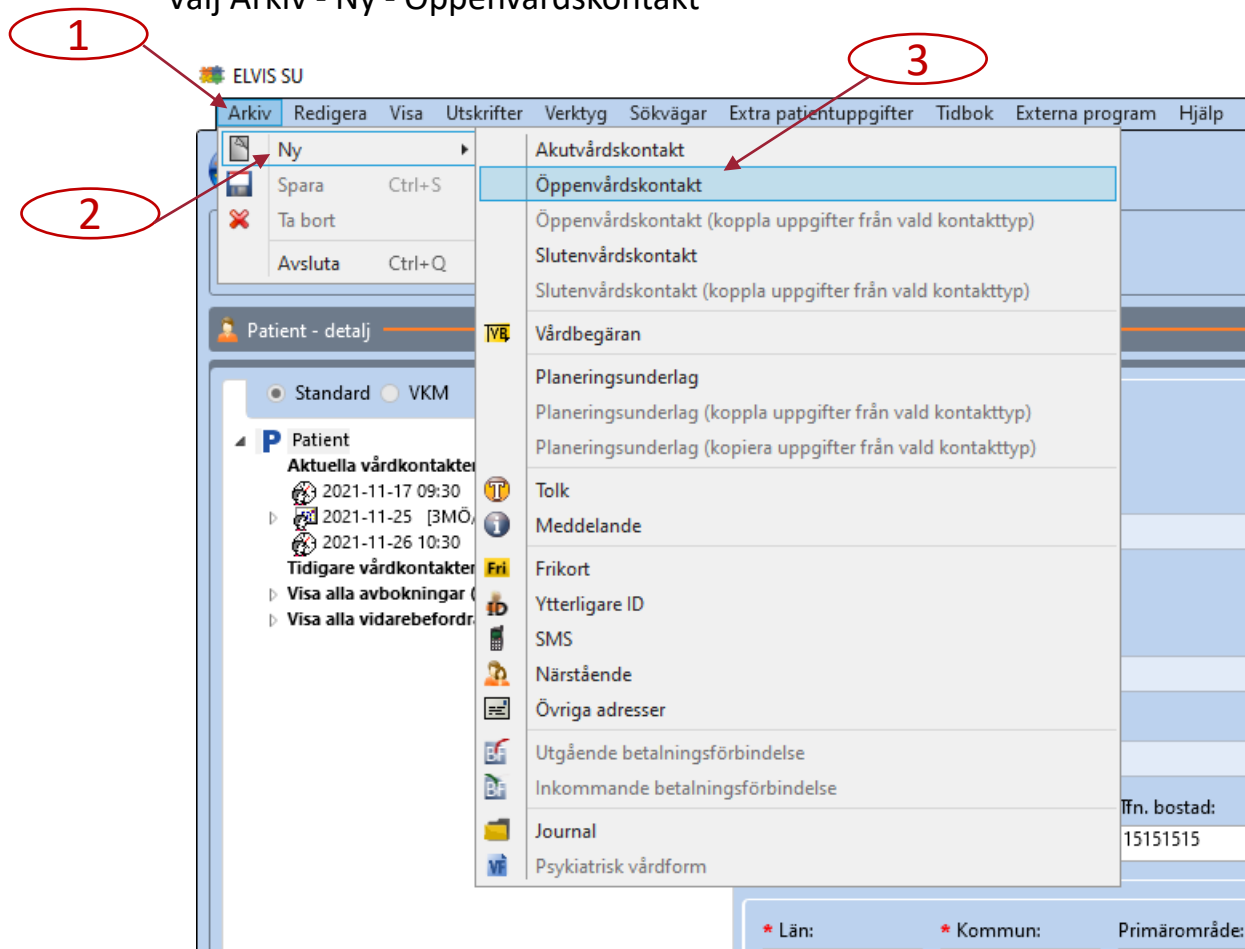 Välj Arkiv - Ny - Öppenvårdskontakt
1
3
ELVIS SU
Arkiv Redigera Visa Utskrifter Verktyg Sökvägar Extra patientuppgifter Tidbok Externa program Hjälp
Ny
Spara Ctrl+S
Ta bort
Avsluta Ctrl+Q
2
Akutvårdskontakt
Öppenvårdskontakt
Öppenvårdskontakt (koppla uppgifter från vald kontakttyp)
Slutenvårdskontakt
Slutenvårdskontakt (koppla uppgifter från vald kontakttyp)
VB Vårdbegäran
Planeringsunderlag
Planeringsunderlag (koppla uppgifter från vald kontakttyp)
Planeringsunderlag (kopiera uppgifter från vald kontakttyp)
T Tolk
i Meddelande
Fri Frikort
ID Ytterligare ID
SMS
Närstående
Övriga adresser
Utgående betalningsförbindelse
Inkommande betalningsförbindelse
Journal
VF Psykiatrisk vårdform
Patient - detalj
Standard VKM
P Patient
Aktuella vårdkontakter
2021-11-17 09:30
2021-11-25 [3MÖ/
2021-11-26 10:30
Tidigare vårdkontakter
Visa alla avbokningar (
Visa alla vidarebefordr
Tfn. bostad:
15151515
* Län: * Kommun: Primärområde: